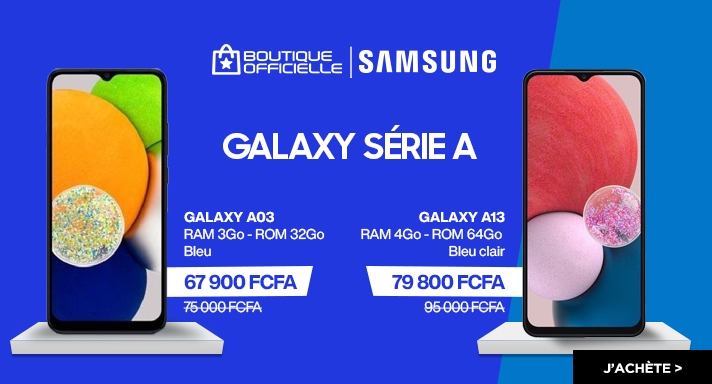 BOUTIQUE
OFFICIELLE
SAMSUNG
GALAXY SÉRIE A
GALAXY A03
RAM 3Go - ROM 32Go
Bleu
67 900 FCFA
75 000 FCFA
GALAXY A13
RAM 4Go - ROM 64Go
Bleu clair
79 800 FCFA
95 000 FCFA
J'ACHÈTE >